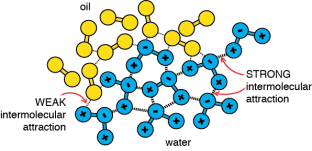 oil
STRONG
intermolecular
attraction
WEAK
intermolecular
attraction
water